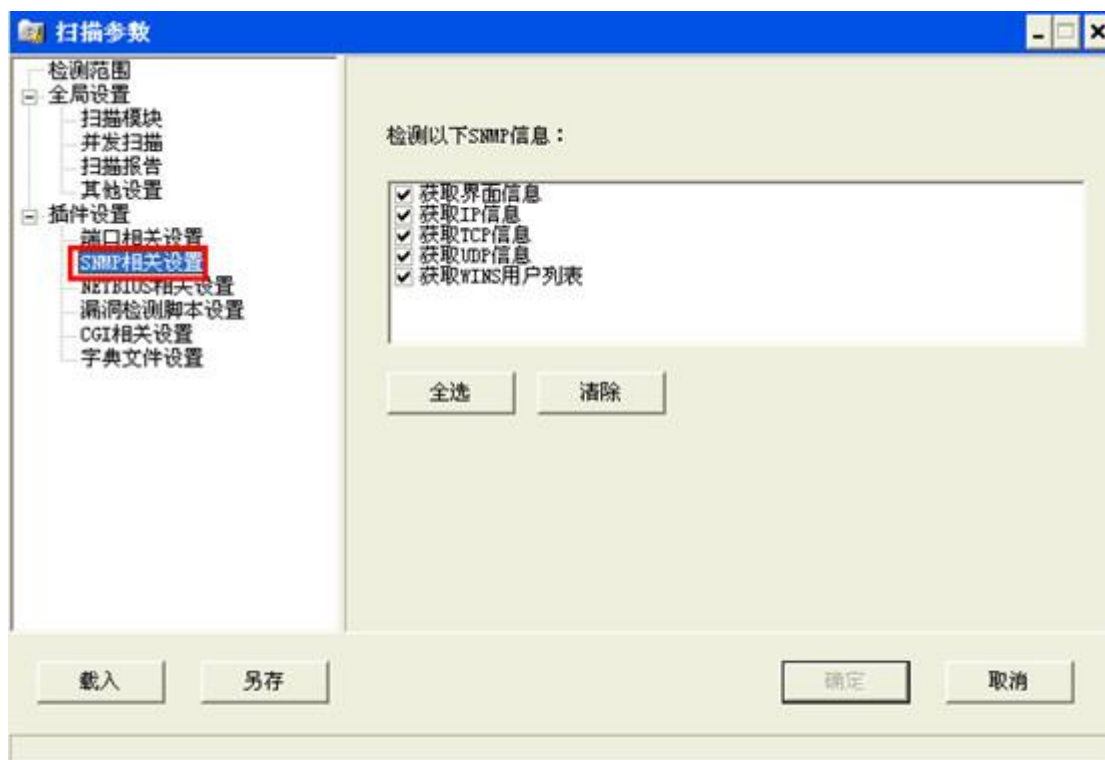 扫描参数
检测范围
全局设置
扫描模块
并发扫描
扫描报告
其他设置
插件设置
端口相关设置
SNMP相关设置
NETBIOS相关设置
漏洞检测脚本设置
CGI相关设置
字典文件设置
检测以下SNMP信息：
获取界面信息
获取IP信息
获取TCP信息
获取UDP信息
获取WINS用户列表
全选 清除
载入 另存 确定 取消